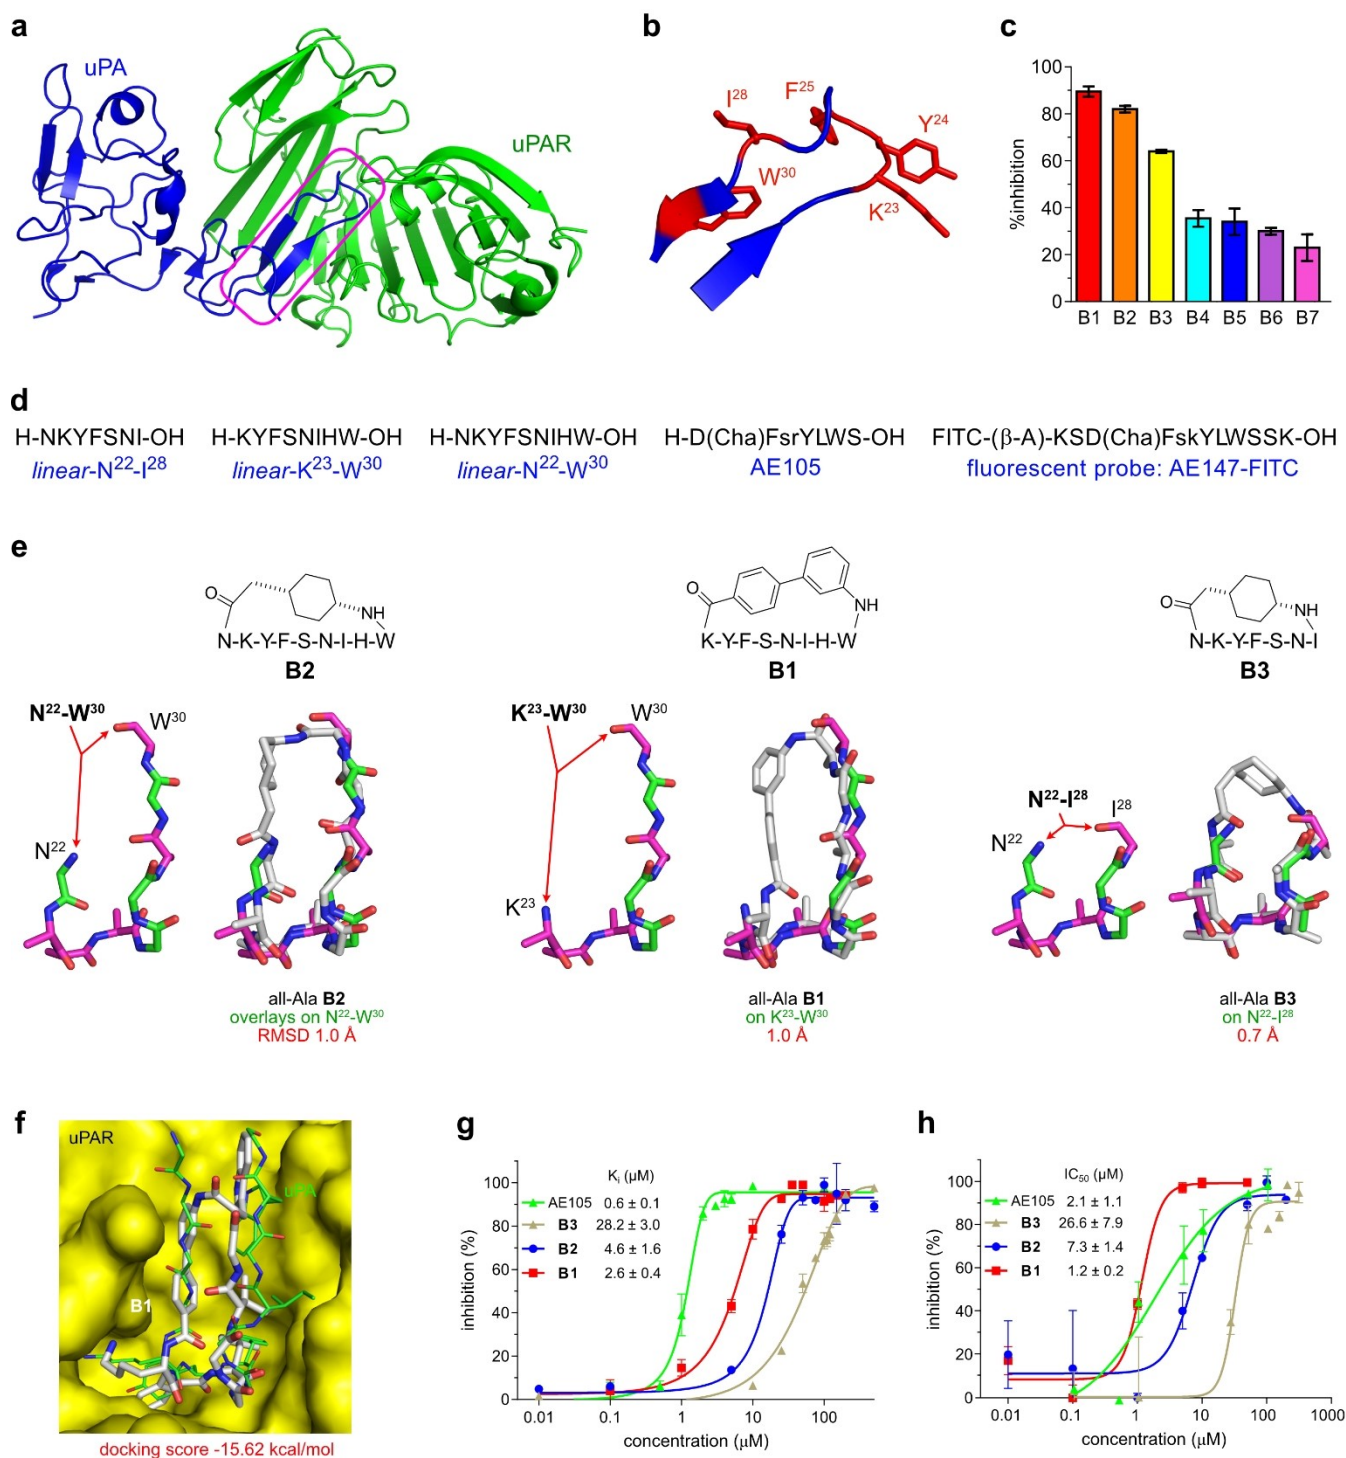 a
uPA
uPAR
b
I28
F25
Y24
W30
K23
c
%inhibition
100
80
60
40
20
0
B1 B2 B3 B4 B5 B6 B7
d
H-NKYFSNI-OH H-KYFSNIHW-OH H-NKYFSNIHW-OH H-D(Cha)FsrYLWS-OH FITC-(β-A)-KSD(Cha)FskYLWSSK-OH
linear-N22-I28 linear-K23-W30 linear-N22-W30 AE105 fluorescent probe: AE147-FITC
e
O
NH
N-K-Y-F-S-N-I-H-W
B2
O
NH
K-Y-F-S-N-I-H-W
B1
O
NH
N-K-Y-F-S-N-I
B3
N22-W30
W30
N22
all-Ala B2
overlays on N22-W30
RMSD 1.0 Å
K23-W30
W30
K23
all-Ala B1
on K23-W30
1.0 Å
N22-I28
N22
I28
all-Ala B3
on N22-I28
0.7 Å
f
uPAR
uPA
B1
docking score -15.62 kcal/mol
g
Ki (μM)
AE105 0.6 ± 0.1
B3 28.2 ± 3.0
B2 4.6 ± 1.6
B1 2.6 ± 0.4
inhibition (%)
100
80
60
40
20
0
0.01 0.1 1 10 100
concentration (μM)
h
IC50 (μM)
AE105 2.1 ± 1.1
B3 26.6 ± 7.9
B2 7.3 ± 1.4
B1 1.2 ± 0.2
inhibition (%)
100
80
60
40
20
0
0.01 0.1 1 10 100 1000
concentration (μM)